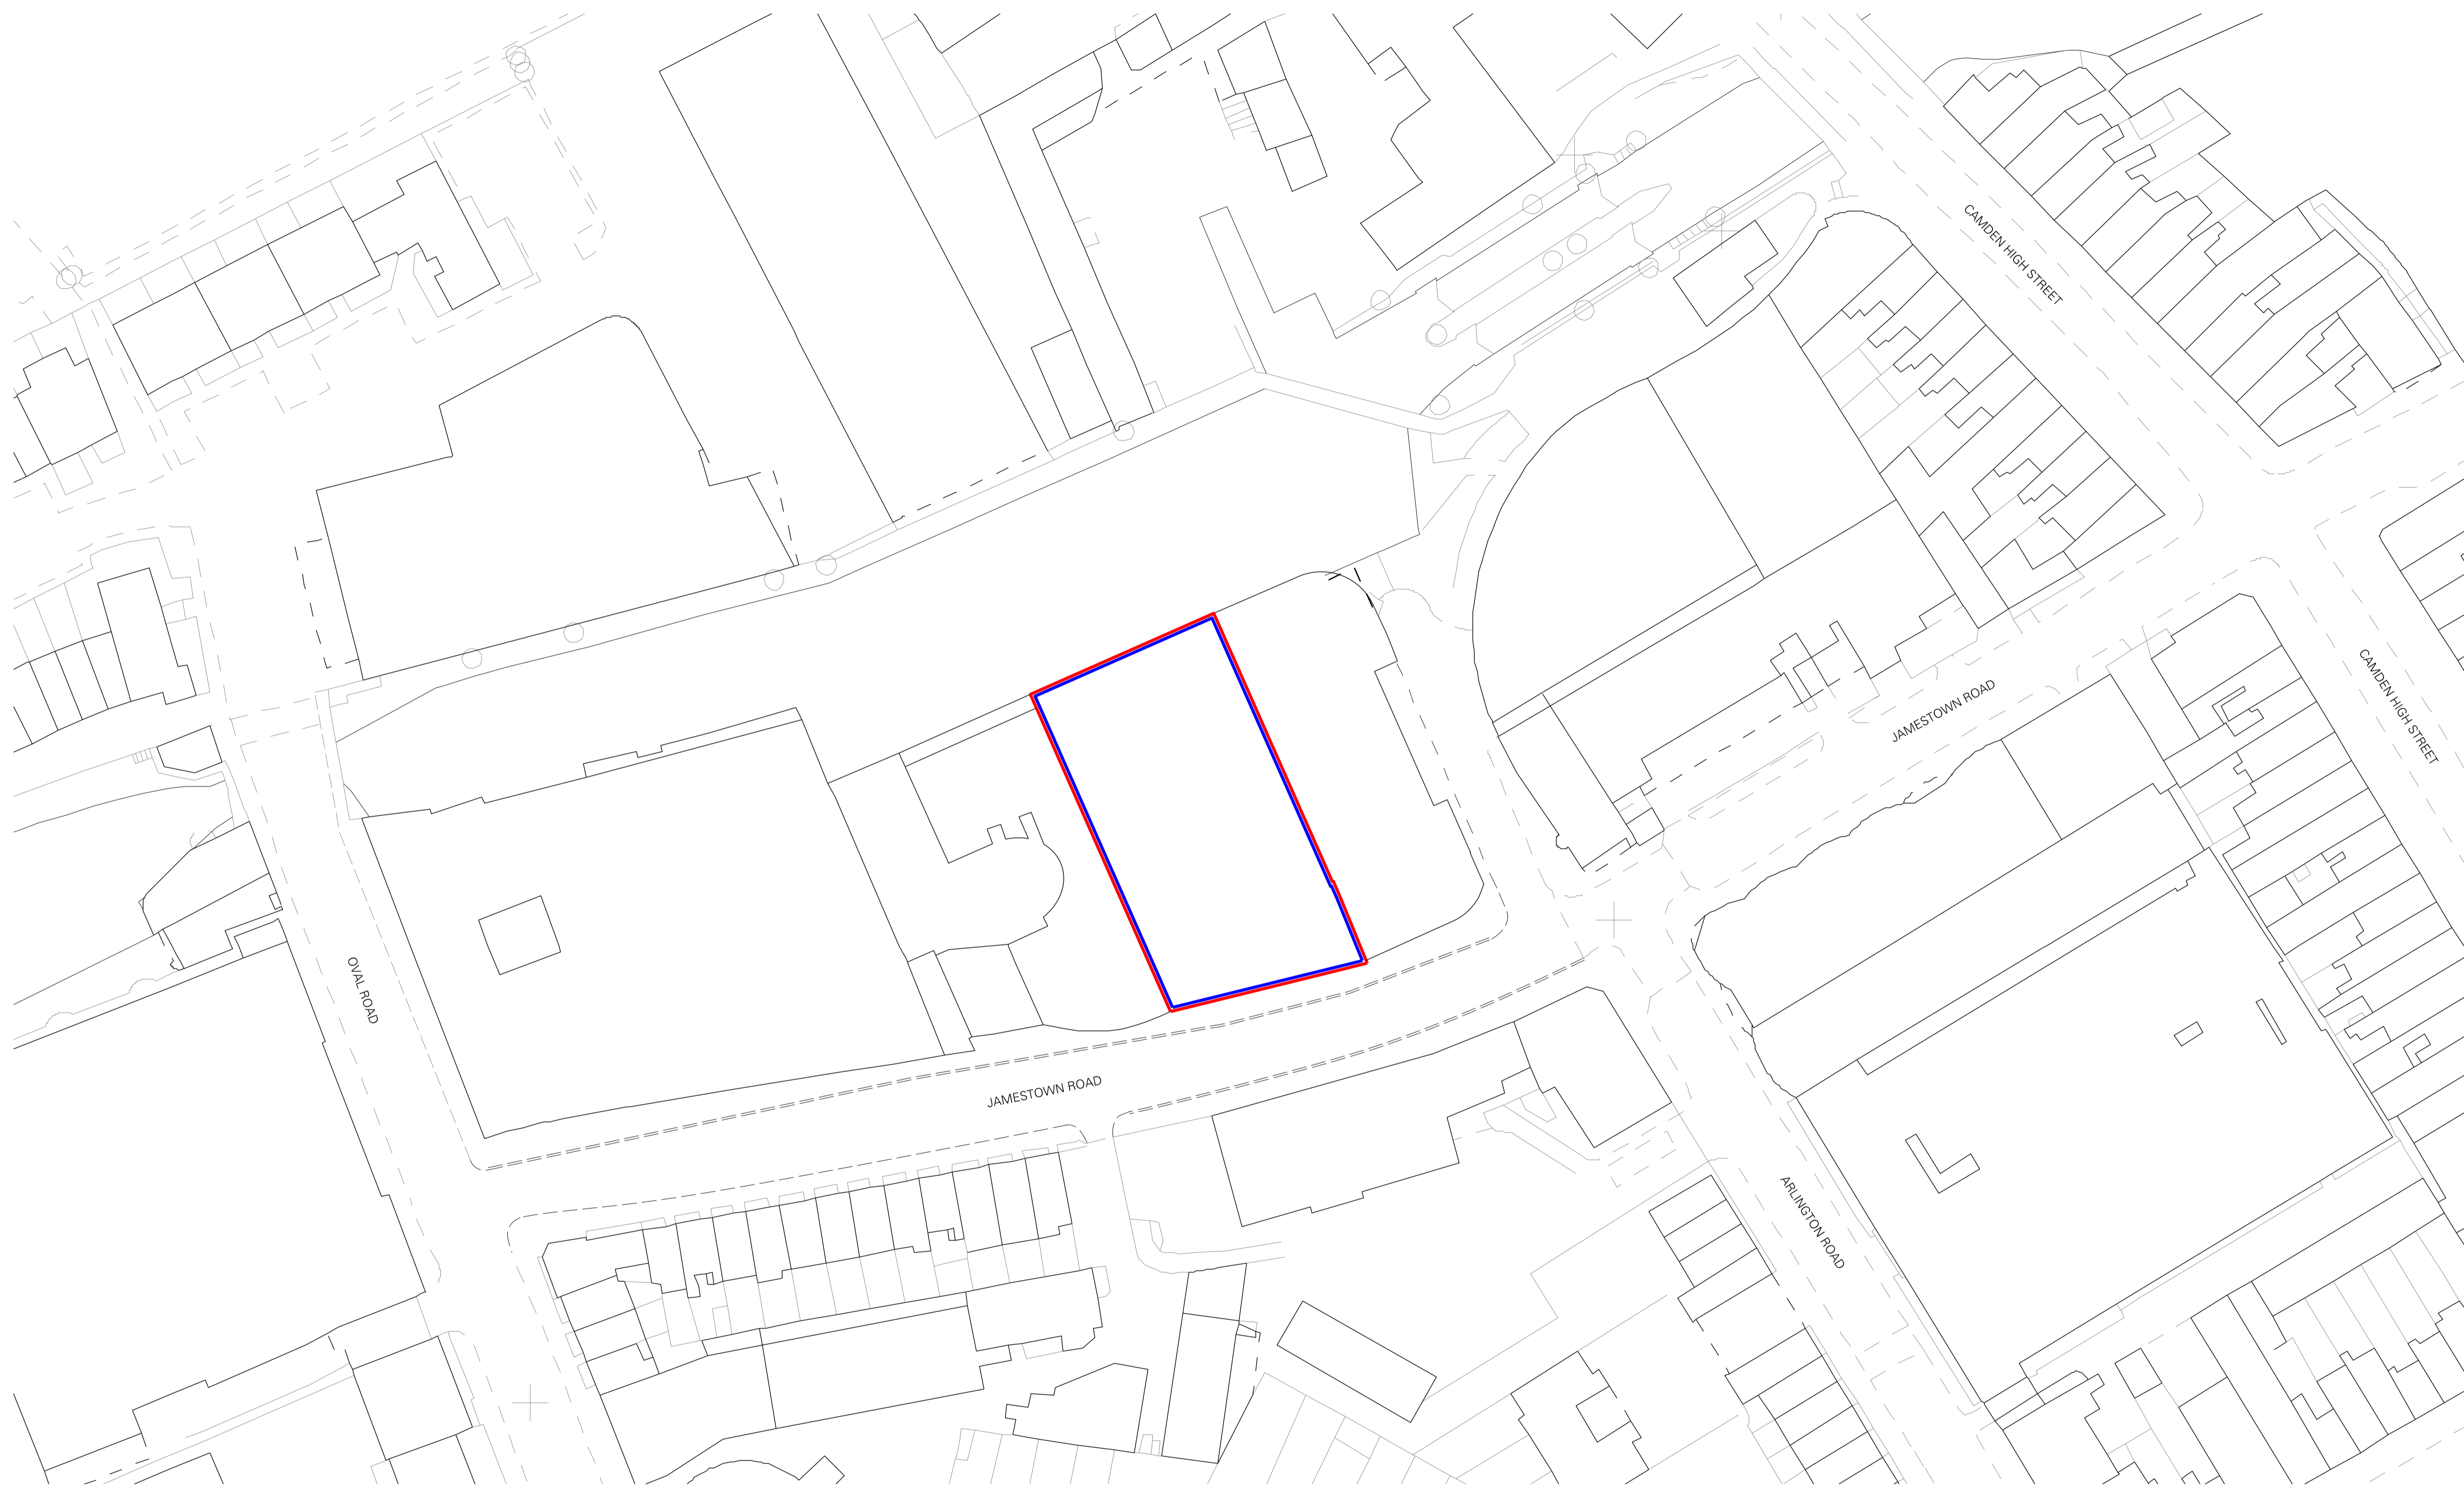 CAMDEN HIGH STREET
CAMDEN HIGH STREET
JAMESTOWN ROAD
OVAL ROAD
JAMESTOWN ROAD
ARLINGTON ROAD